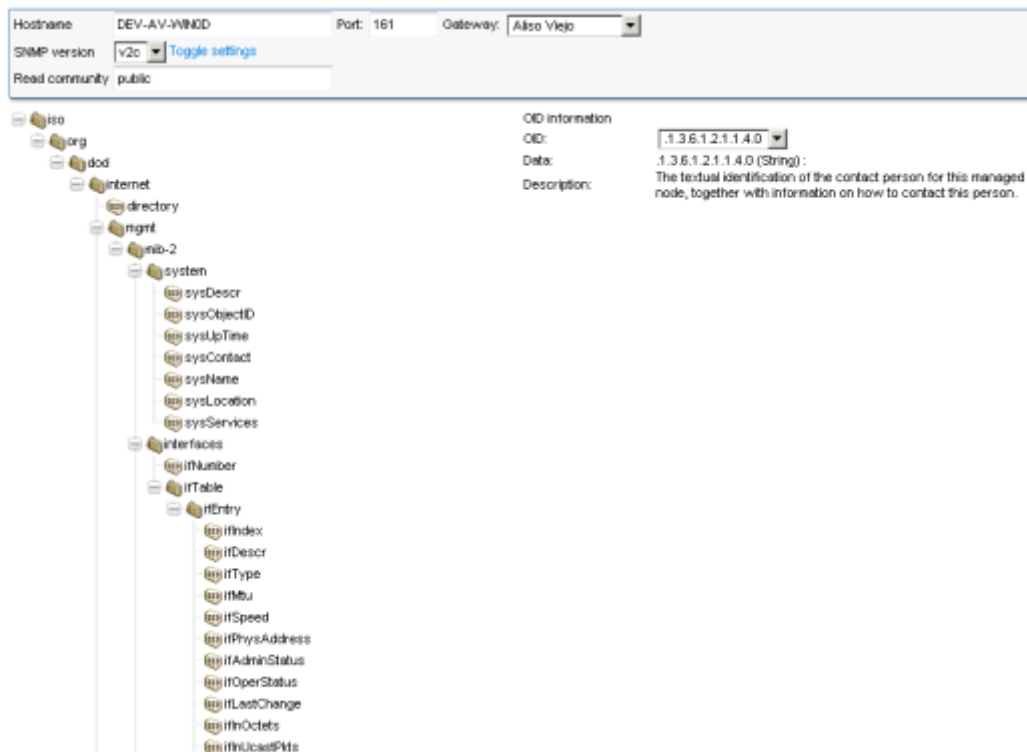 Hostname DEV-AV-WIN0D Port: 161 Gateway: Aliso Viejo
SNMP version v2c Toggle settings
Read community public
iso
org
dod
internet
directory
mgmt
mib-2
system
sysDescr
sysObjectID
sysUpTime
sysContact
sysName
sysLocation
sysServices
interfaces
ifNumber
ifTable
ifEntry
ifIndex
ifDescr
ifType
ifMtu
ifSpeed
ifPhysAddress
ifAdminStatus
ifOperStatus
ifLastChange
ifInOctets
ifInUcastPkts
OID information
OID: .1.3.6.1.2.1.1.4.0
Data: .1.3.6.1.2.1.1.4.0 (String) :
Description: The textual identification of the contact person for this managed
node, together with information on how to contact this person.